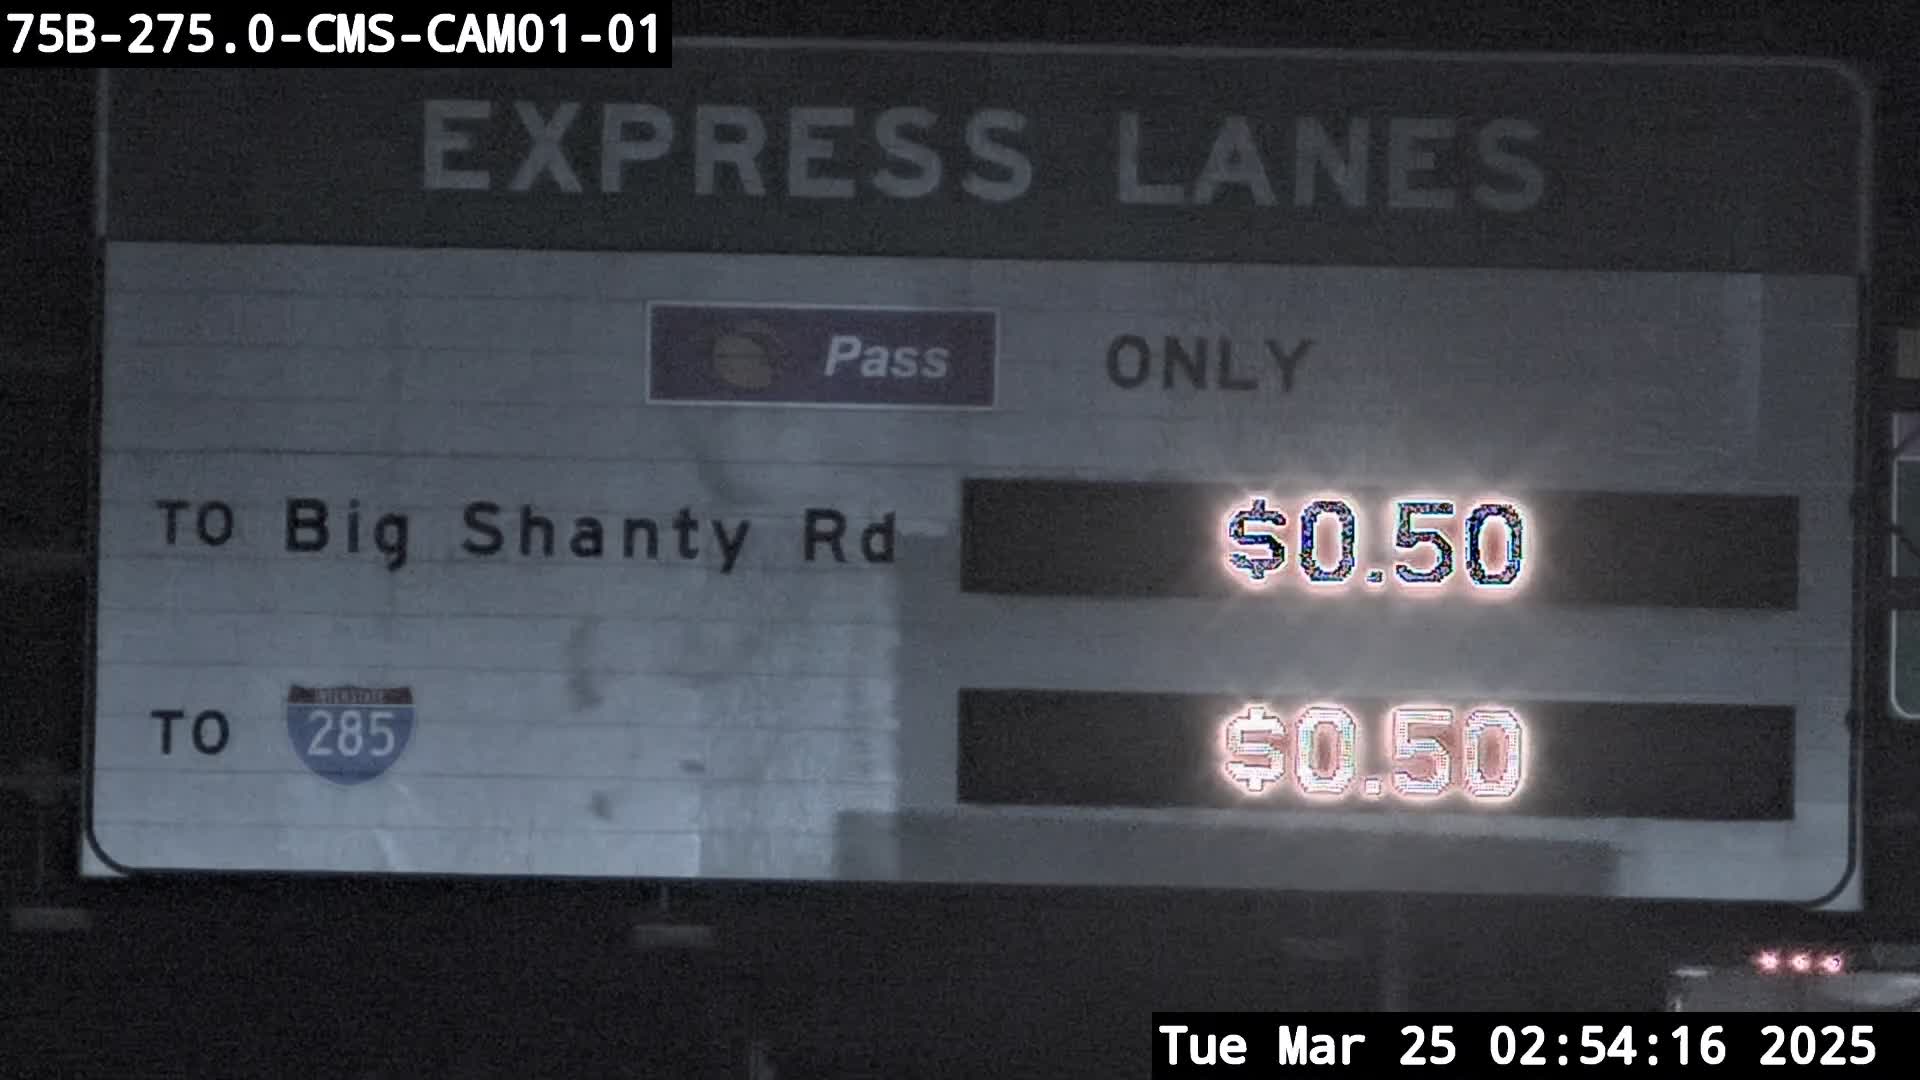 75B-275.0-CMS-CAM01-01
EXPRESS LANES
Pass ONLY
TO Big Shanty Rd $0.50
TO INTERSTATE 285 $0.50
Tue Mar 25 02:54:16 2025